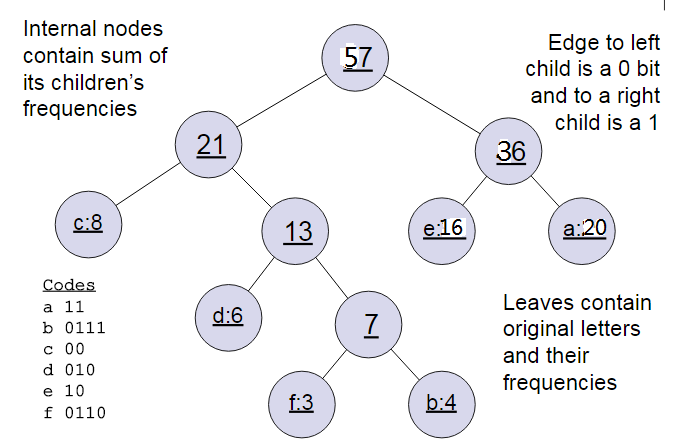 Internal nodes
contain sum of
its children's
frequencies
57
Edge to left
child is a 0 bit
and to a right
child is a 1
21
36
c:8
13
e:16
a:20
Codes
a 11
b 0111
c 00
d 010
e 10
f 0110
d:6
7
Leaves contain
original letters
and their
frequencies
f:3
b:4